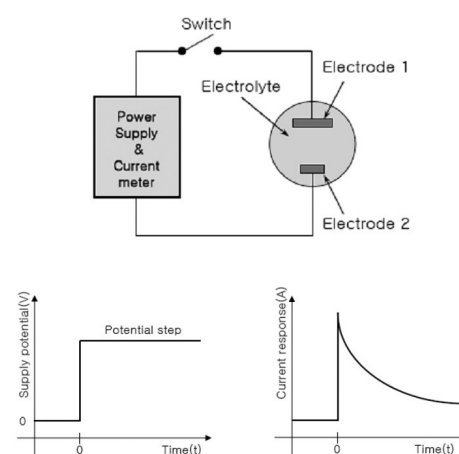 Switch
Electrode 1
Electrolyte
Power
Supply
&
Current
meter
Electrode 2
Supply potential(V)
Potential step
0
0
Time(t)
Current response(A)
0
Time(t)